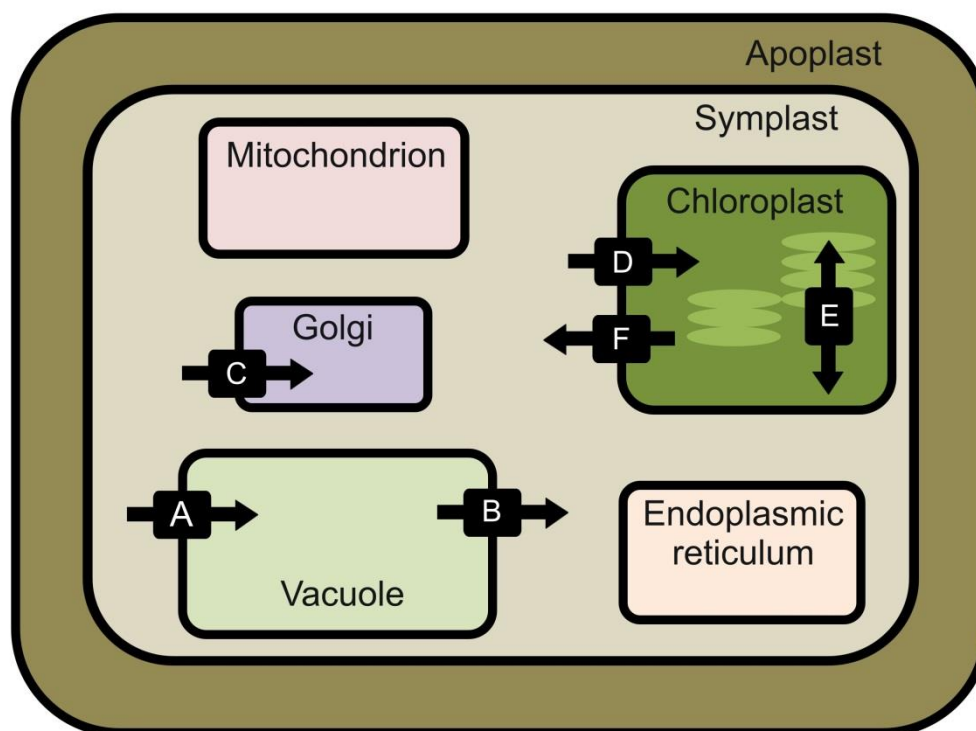 Apoplast
Symplast
Mitochondrion
Chloroplast
D
E
Golgi
F
C
A
B
Endoplasmic
reticulum
Vacuole